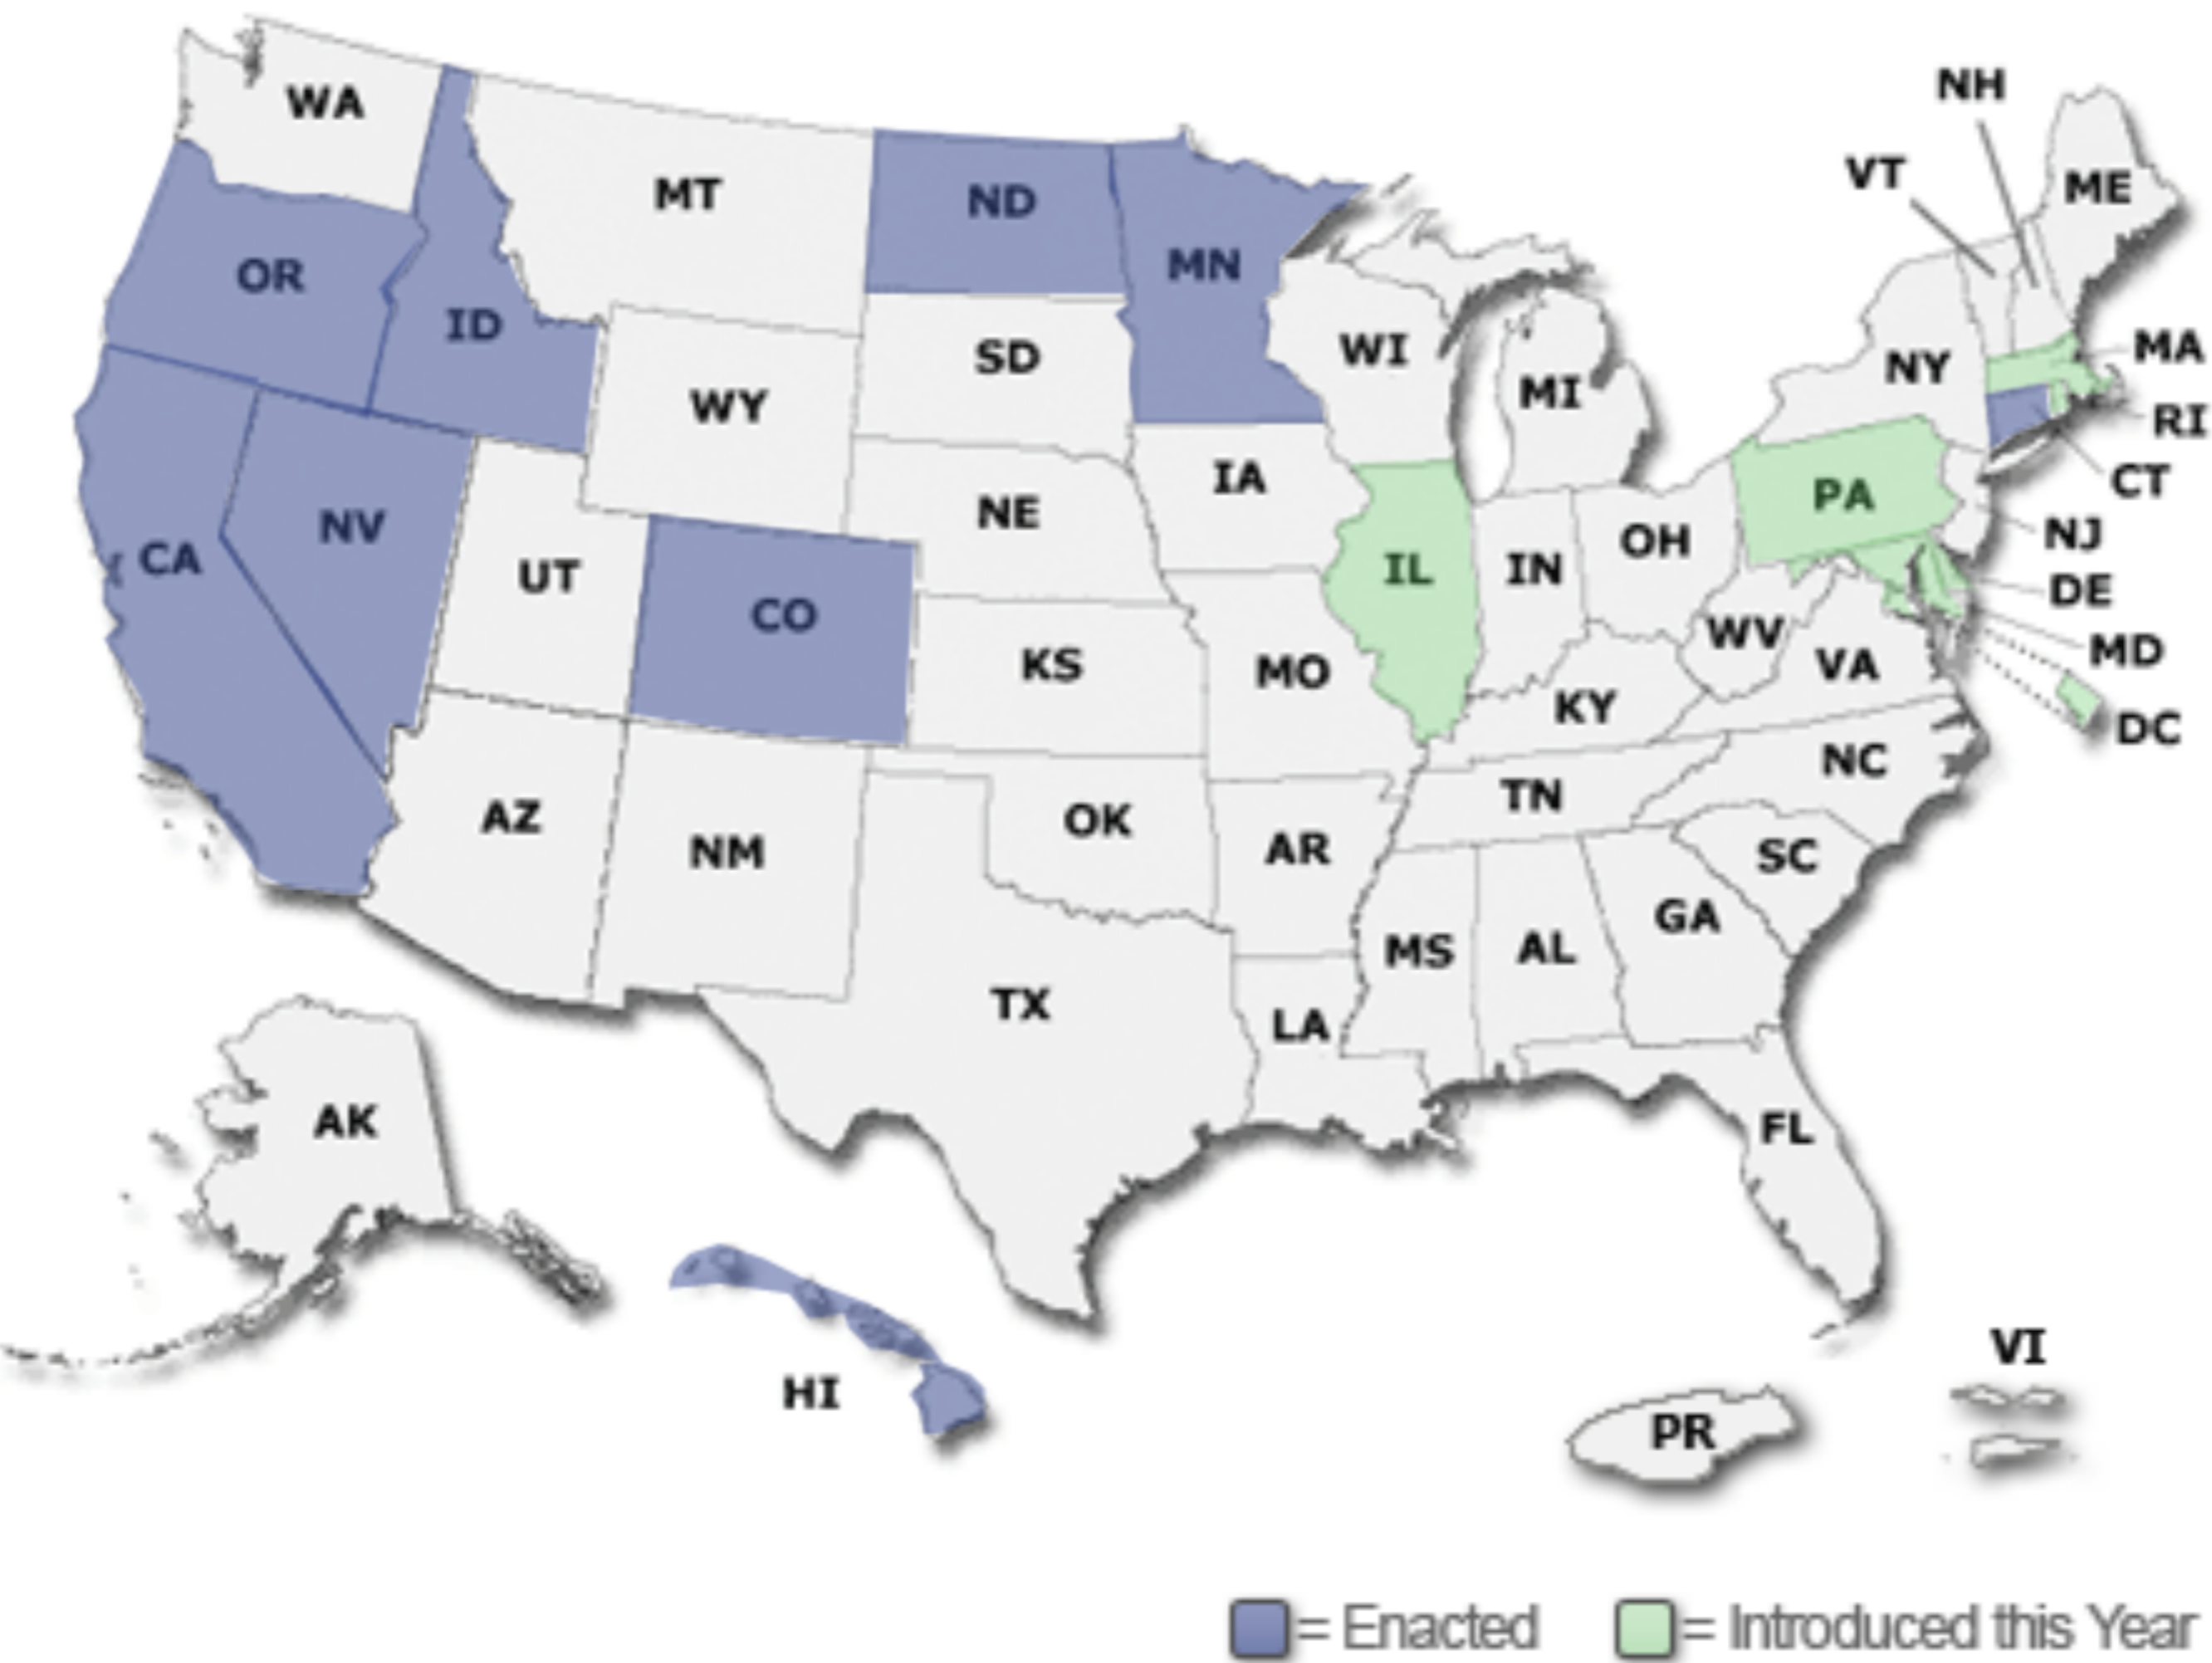 NH
WA
VT
ME
MT
ND
OR
MN
ID
MA
SD
WI
NY
MI
WY
RI
IA
CT
PA
NE
NV
NJ
OH
CA
IL
IN
UT
DE
CO
WV
MD
KS
MO
VA
KY
DC
NC
TN
AZ
OK
NM
AR
SC
GA
MS
AL
TX
LA
AK
FL
VI
HI
PR
= Enacted
= Introduced this Year